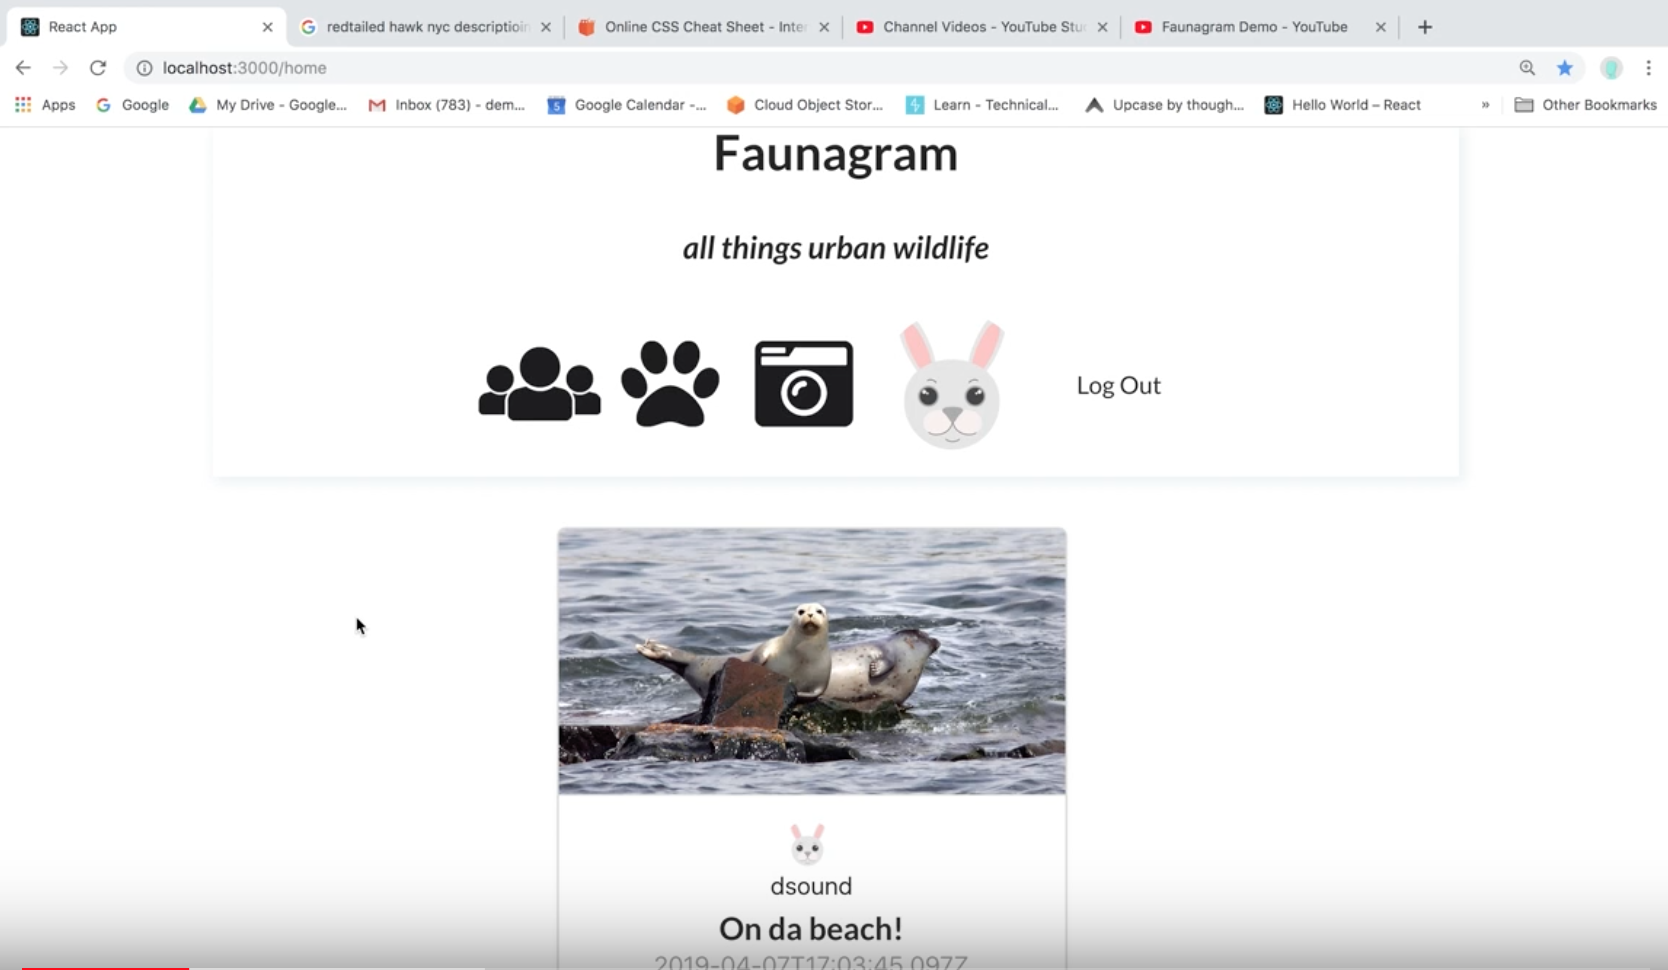 React App
redtailed hawk nyc descriptioin
Online CSS Cheat Sheet - Inte
Channel Videos - YouTube Stu
Faunagram Demo - YouTube
localhost:3000/home
Apps
Google
My Drive - Google...
Inbox (783) - dem...
5
Google Calendar -...
Cloud Object Stor...
Learn - Technical...
Upcase by though...
Hello World – React
»
Other Bookmarks
Faunagram
all things urban wildlife
Log Out
dsound
On da beach!
2019-04-07T17:03:45.097Z